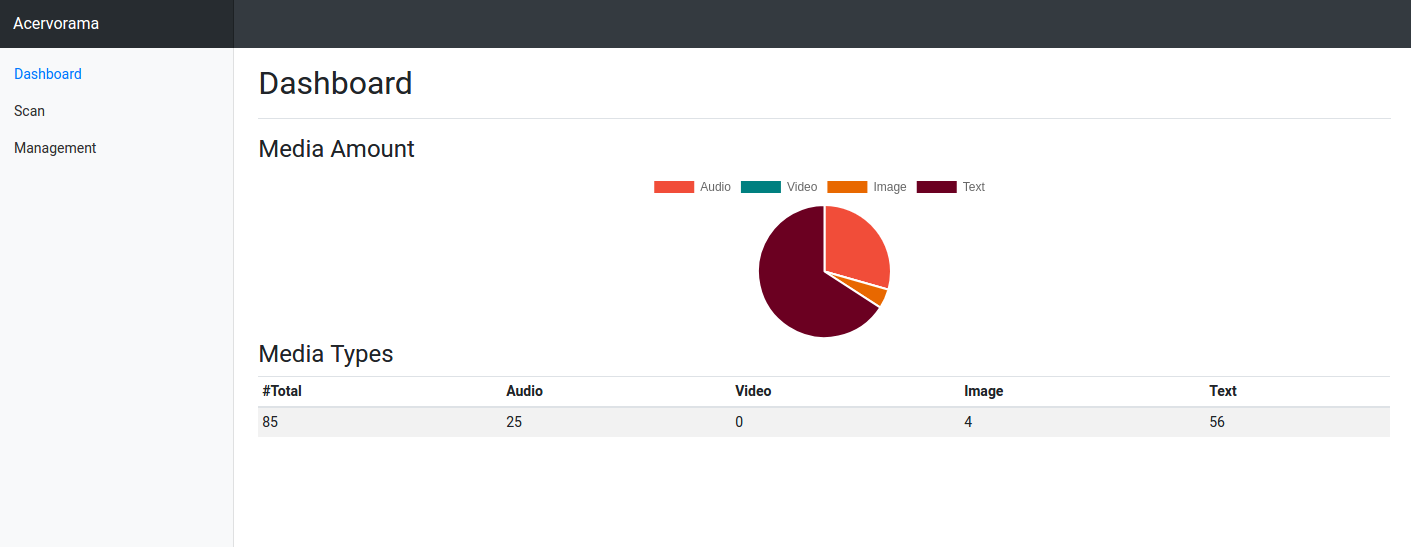 Acervorama
Dashboard
Scan
Management
Dashboard
Media Amount
Audio Video Image Text
Media Types
#Total Audio Video Image Text
85 25 0 4 56